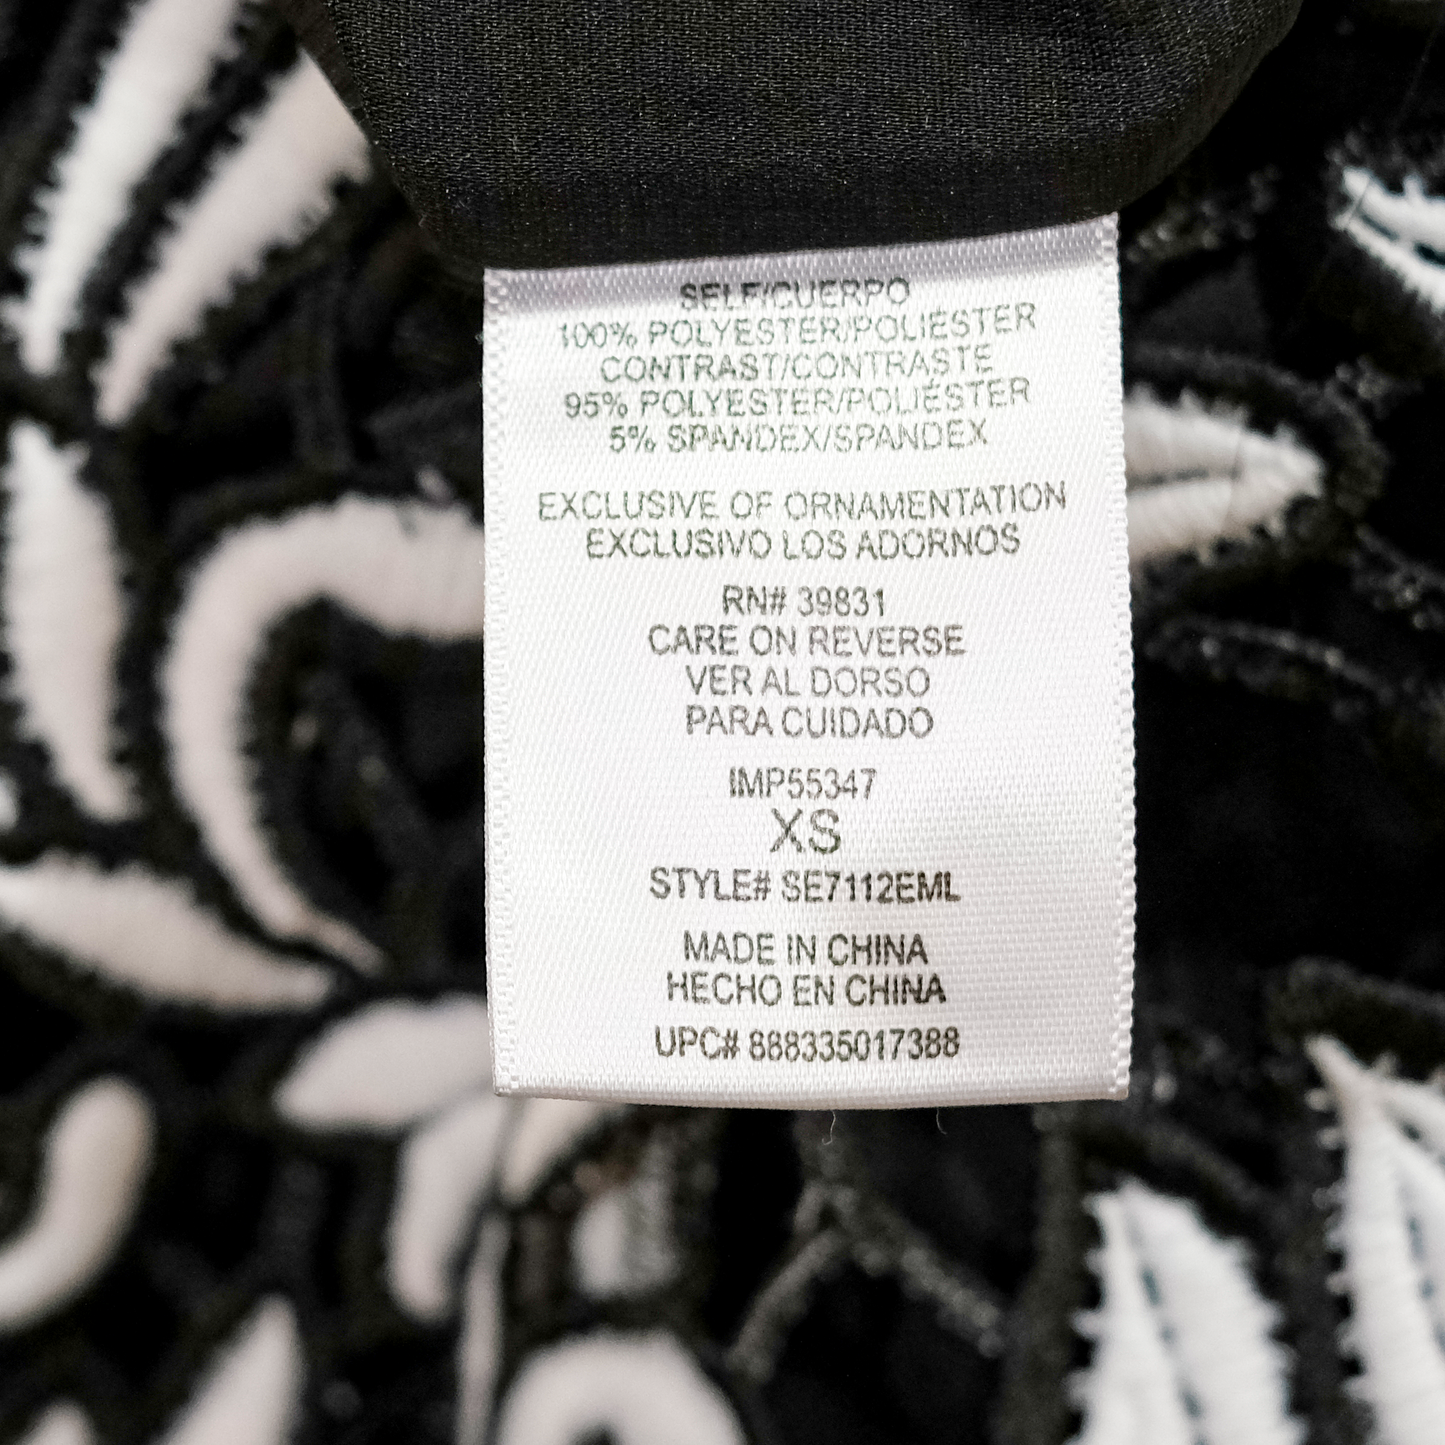 SELF/CUERPO
100% POLYESTER/POLIÉSTER
CONTRAST/CONTRASTE
95% POLYESTER/POLIÉSTER
5% SPANDEX/SPANDEX
EXCLUSIVE OF ORNAMENTATION
EXCLUSIVO LOS ADORNOS
RN# 39831
CARE ON REVERSE
VER AL DORSO
PARA CUIDADO
IMP55347
XS
STYLE# SE7112EML
MADE IN CHINA
HECHO EN CHINA
UPC# 888335017388